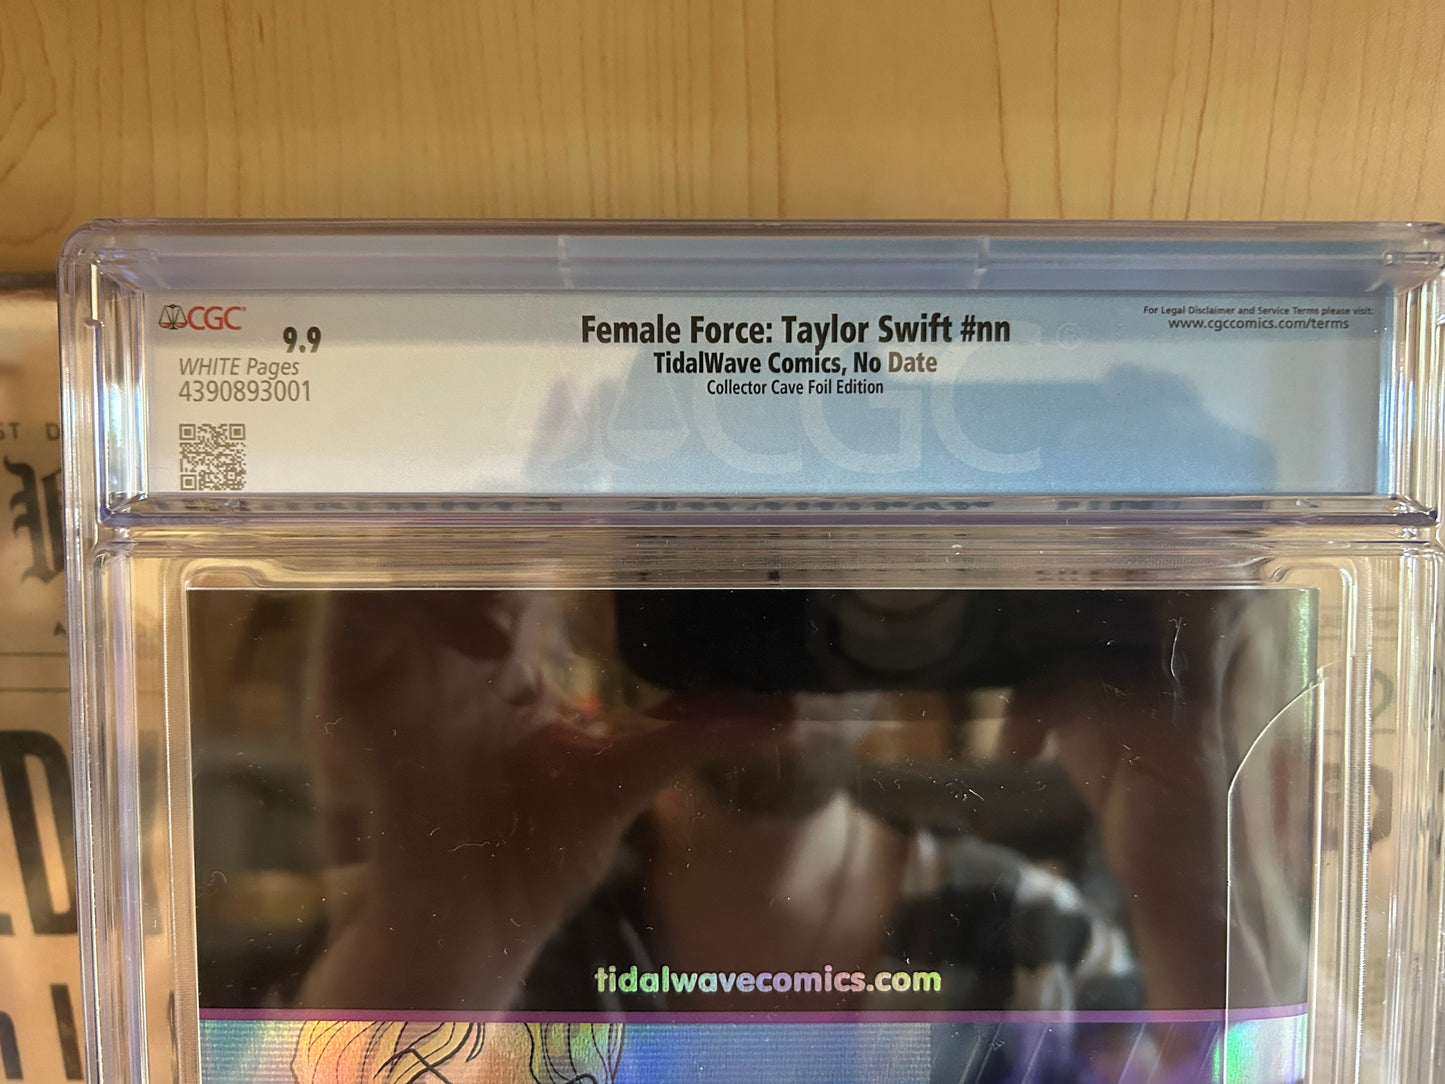 CGC
9.9
WHITE Pages
4390893001
Female Force: Taylor Swift #nn
TidalWave Comics, No Date
Collector Cave Foil Edition
For Legal Disclaimer and Service Terms please visit:
www.cgccomics.com/terms
CGC
tidalwavecomics.com